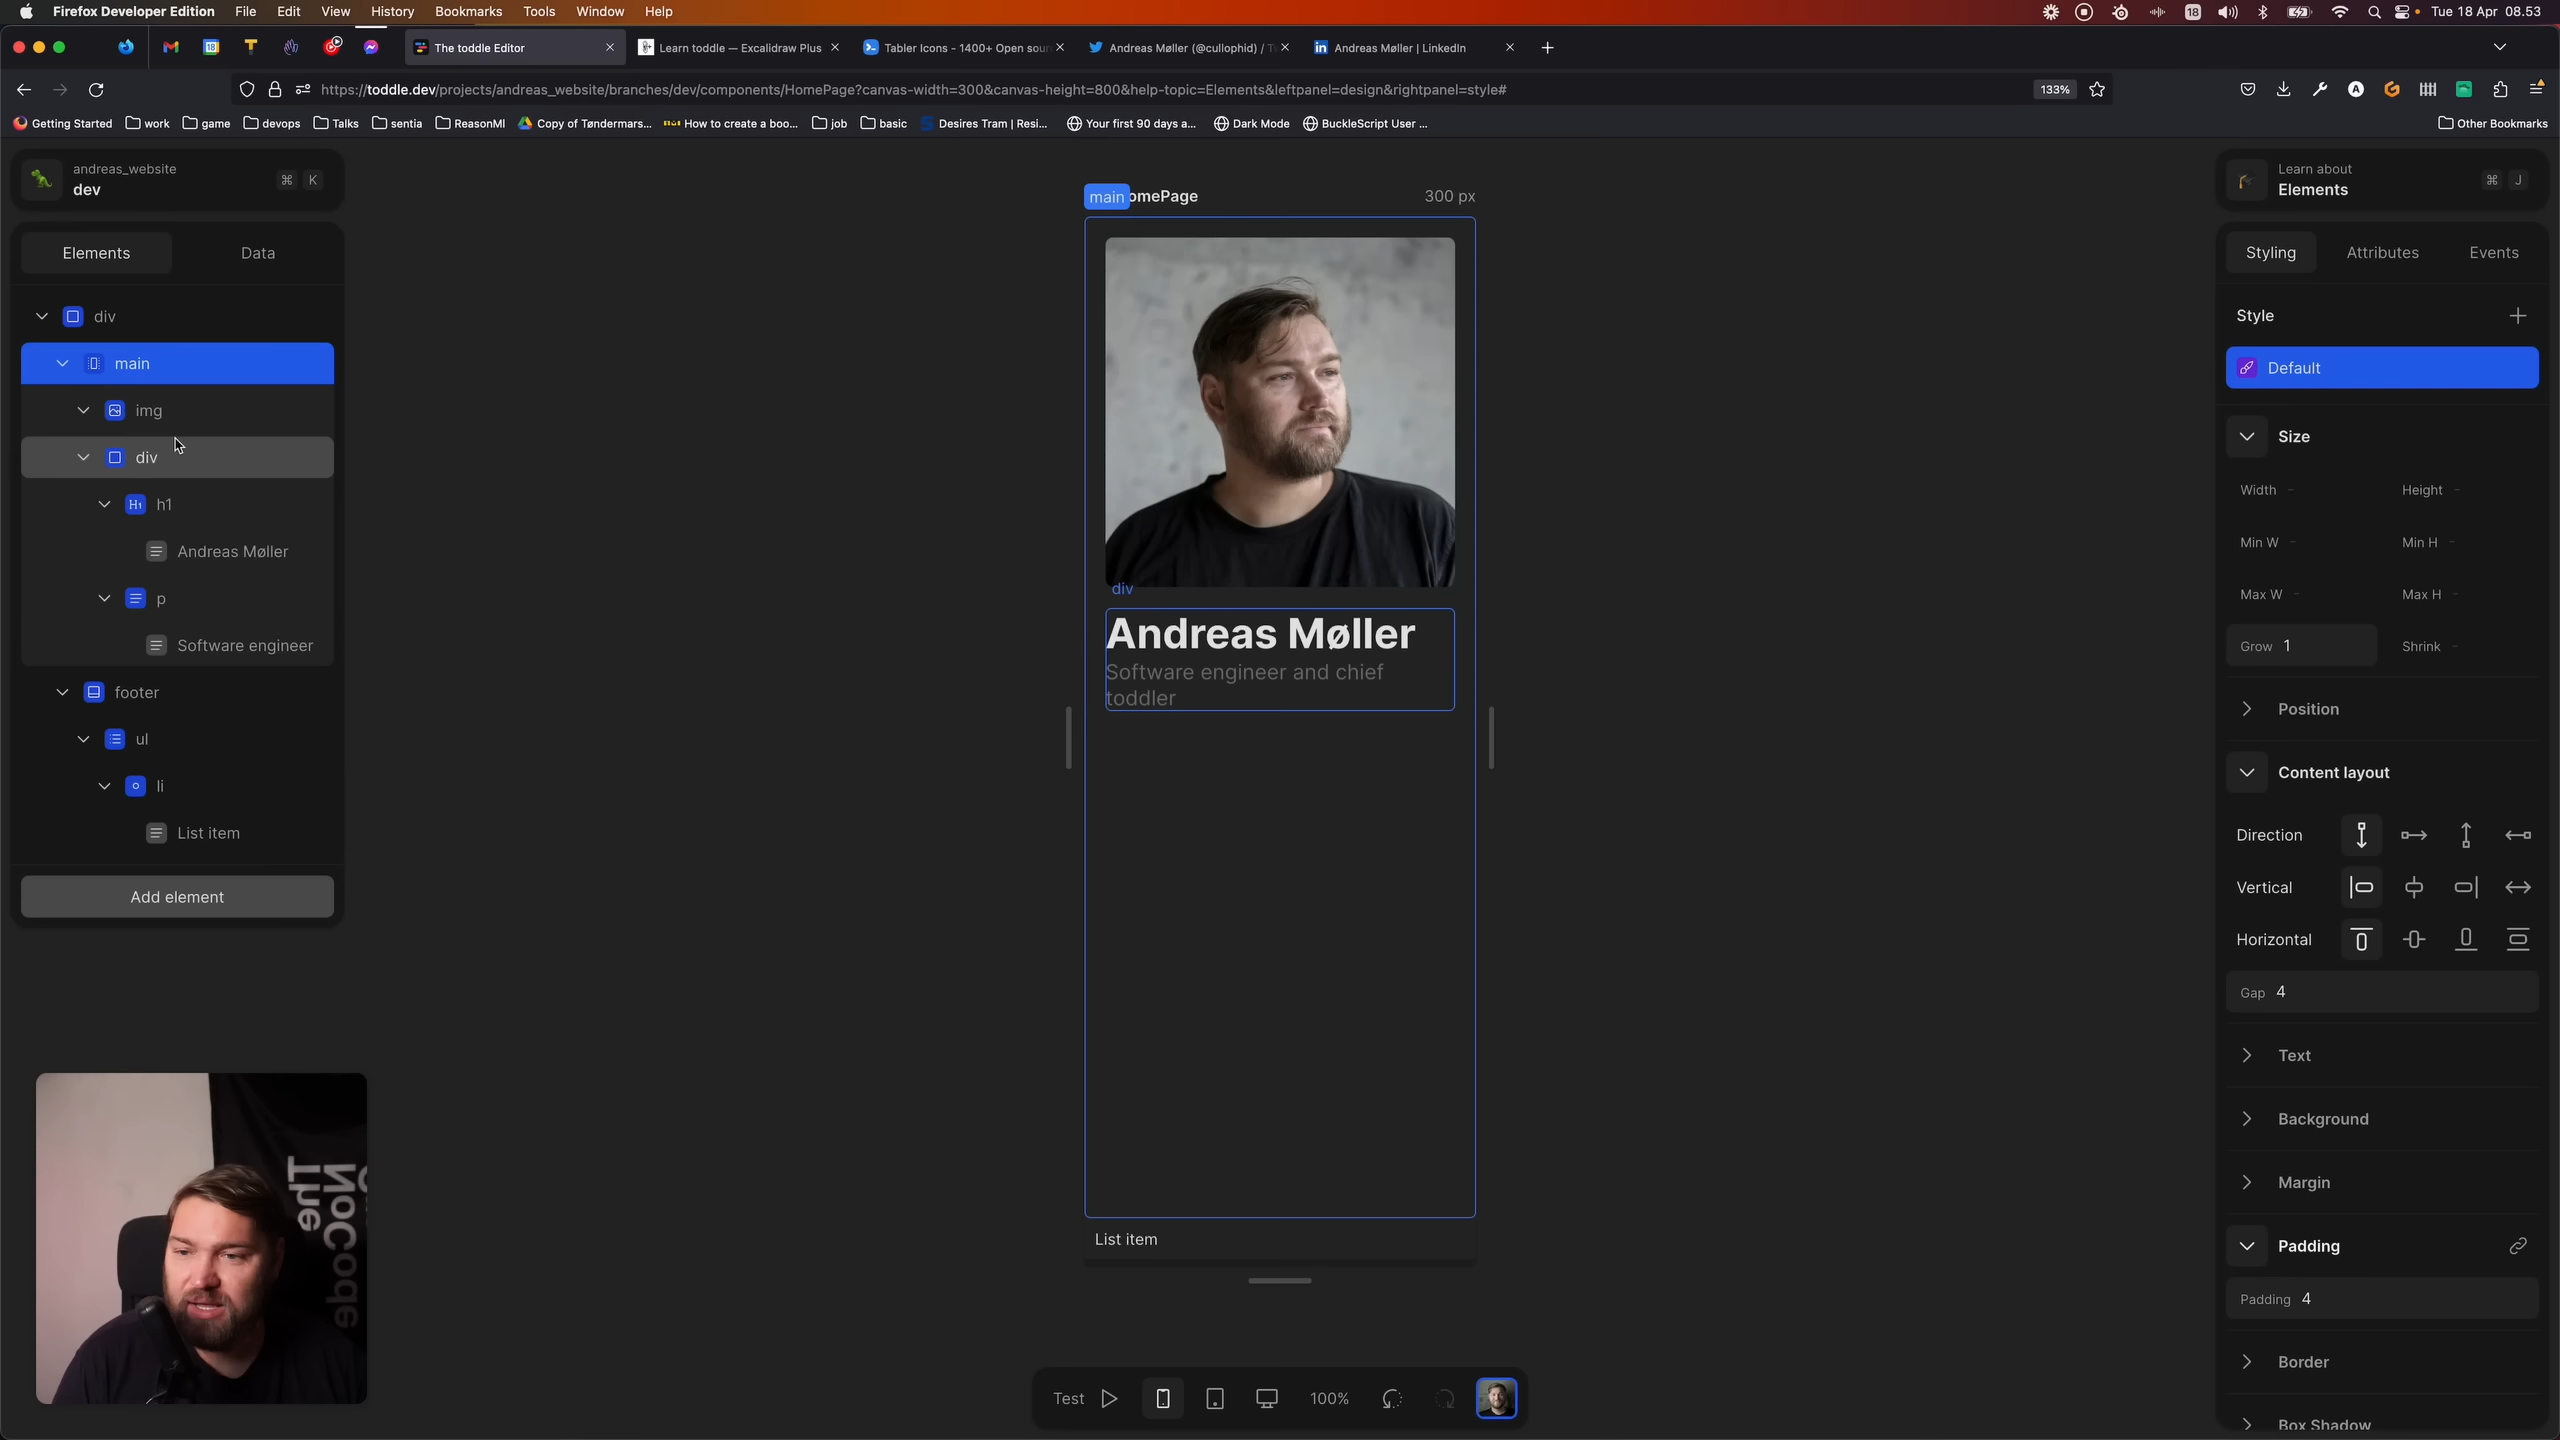 Firefox Developer Edition File Edit View History Bookmarks Tools Window Help 18 Tue 18 Apr 08.53
The toddle Editor
Learn toddle — Excalidraw Plus
Tabler Icons - 1400+ Open sour
Andreas Møller (@cullophid) / T
Andreas Møller | LinkedIn
https://toddle.dev/projects/andreas_website/branches/dev/components/HomePage?canvas-width=300&canvas-height=800&help-topic=Elements&leftpanel=design&rightpanel=style#
133%
Getting Started work game devops Talks sentia ReasonMl Copy of Tøndermars... How to create a boo... job basic Desires Tram | Resi... Your first 90 days a... Dark Mode BuckleScript User ... Other Bookmarks
andreas_website
dev
⌘ K
Elements Data
div
main
img
div
h1
Andreas Møller
p
Software engineer
footer
ul
li
List item
Add element
main omePage 300 px
div
Andreas Møller
Software engineer and chief
toddler
List item
Test 100%
Learn about
Elements
⌘ J
Styling Attributes Events
Style
Default
Size
Width - Height -
Min W - Min H -
Max W - Max H -
Grow 1 Shrink -
Position
Content layout
Direction
Vertical
Horizontal
Gap 4
Text
Background
Margin
Padding
Padding 4
Border
Box Shadow
The
NoCode